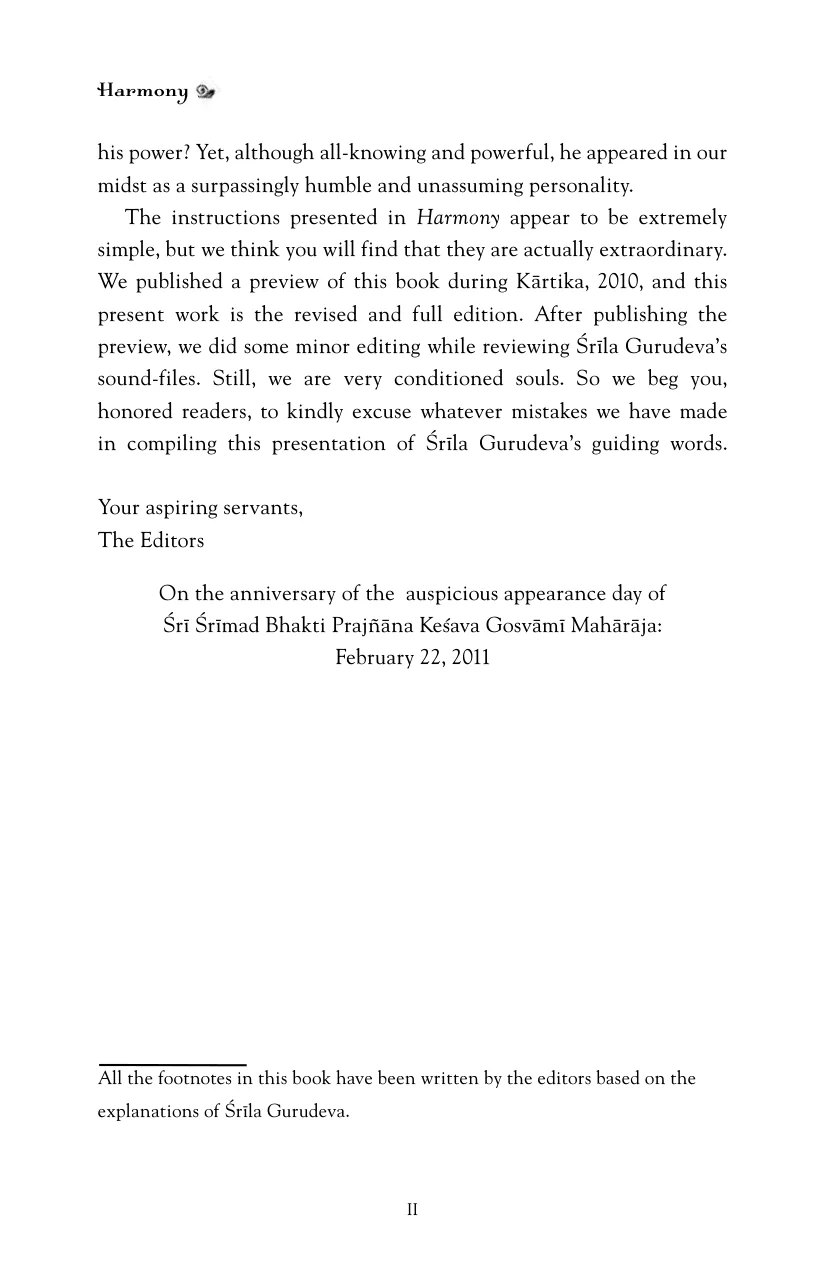 Harmony
his power? Yet, although all-knowing and powerful, he appeared in our
midst as a surpassingly humble and unassuming personality.
The instructions presented in Harmony appear to be extremely
simple, but we think you will find that they are actually extraordinary.
We published a preview of this book during Kārtika, 2010, and this
present work is the revised and full edition. After publishing the
preview, we did some minor editing while reviewing Śrīla Gurudeva’s
sound-files. Still, we are very conditioned souls. So we beg you,
honored readers, to kindly excuse whatever mistakes we have made
in compiling this presentation of Śrīla Gurudeva’s guiding words.
Your aspiring servants,
The Editors
On the anniversary of the  auspicious appearance day of
Śrī Śrīmad Bhakti Prajñāna Keśava Gosvāmī Mahārāja:
February 22, 2011
All the footnotes in this book have been written by the editors based on the
explanations of Śrīla Gurudeva.
II